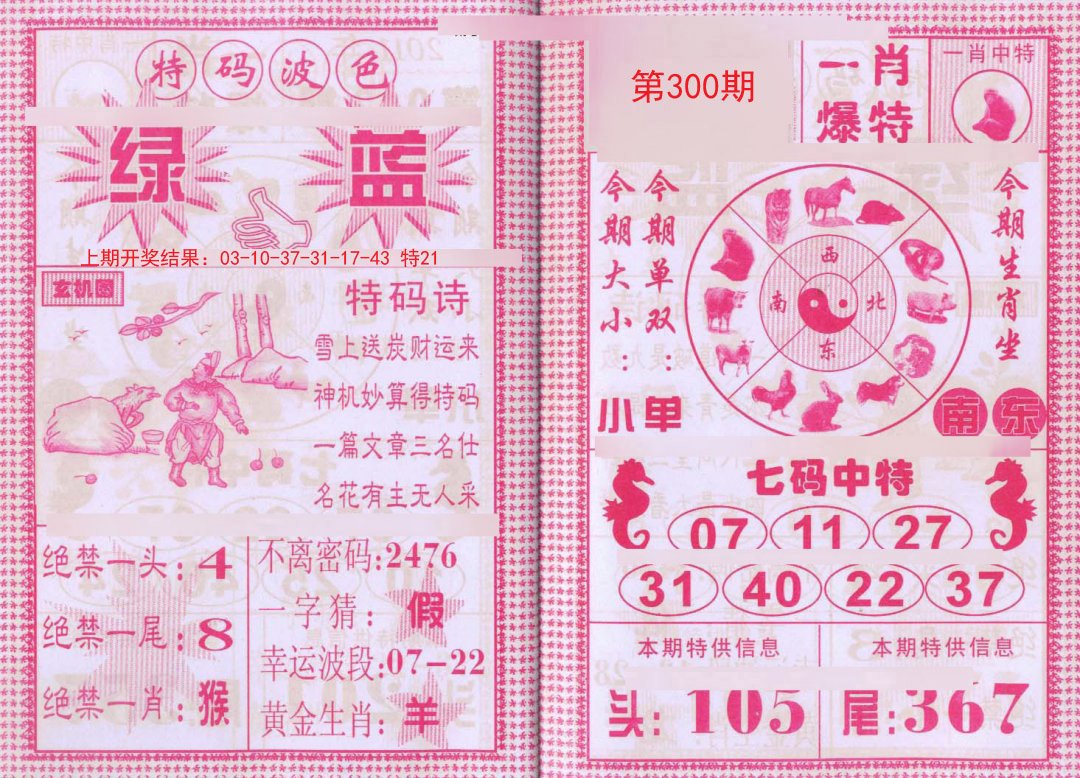 特码波色
绿 蓝
上期开奖结果：03-10-37-31-17-43 特21
玄机图
特码诗
雪上送炭财运来
神机妙算得特码
一篇文章三名仕
名花有主无人采
绝禁一头：4
绝禁一尾：8
绝禁一肖：猴
不离密码：2476
一字猜：假
幸运波段：07-22
黄金生肖：羊
第300期
一肖
爆特
一肖中特
今期大小：
小
今期单双：
单
西
南 北
东
今期生肖坐
南东
七码中特
07 11 27
31 40 22 37
本期特供信息
头：105
本期特供信息
尾：367